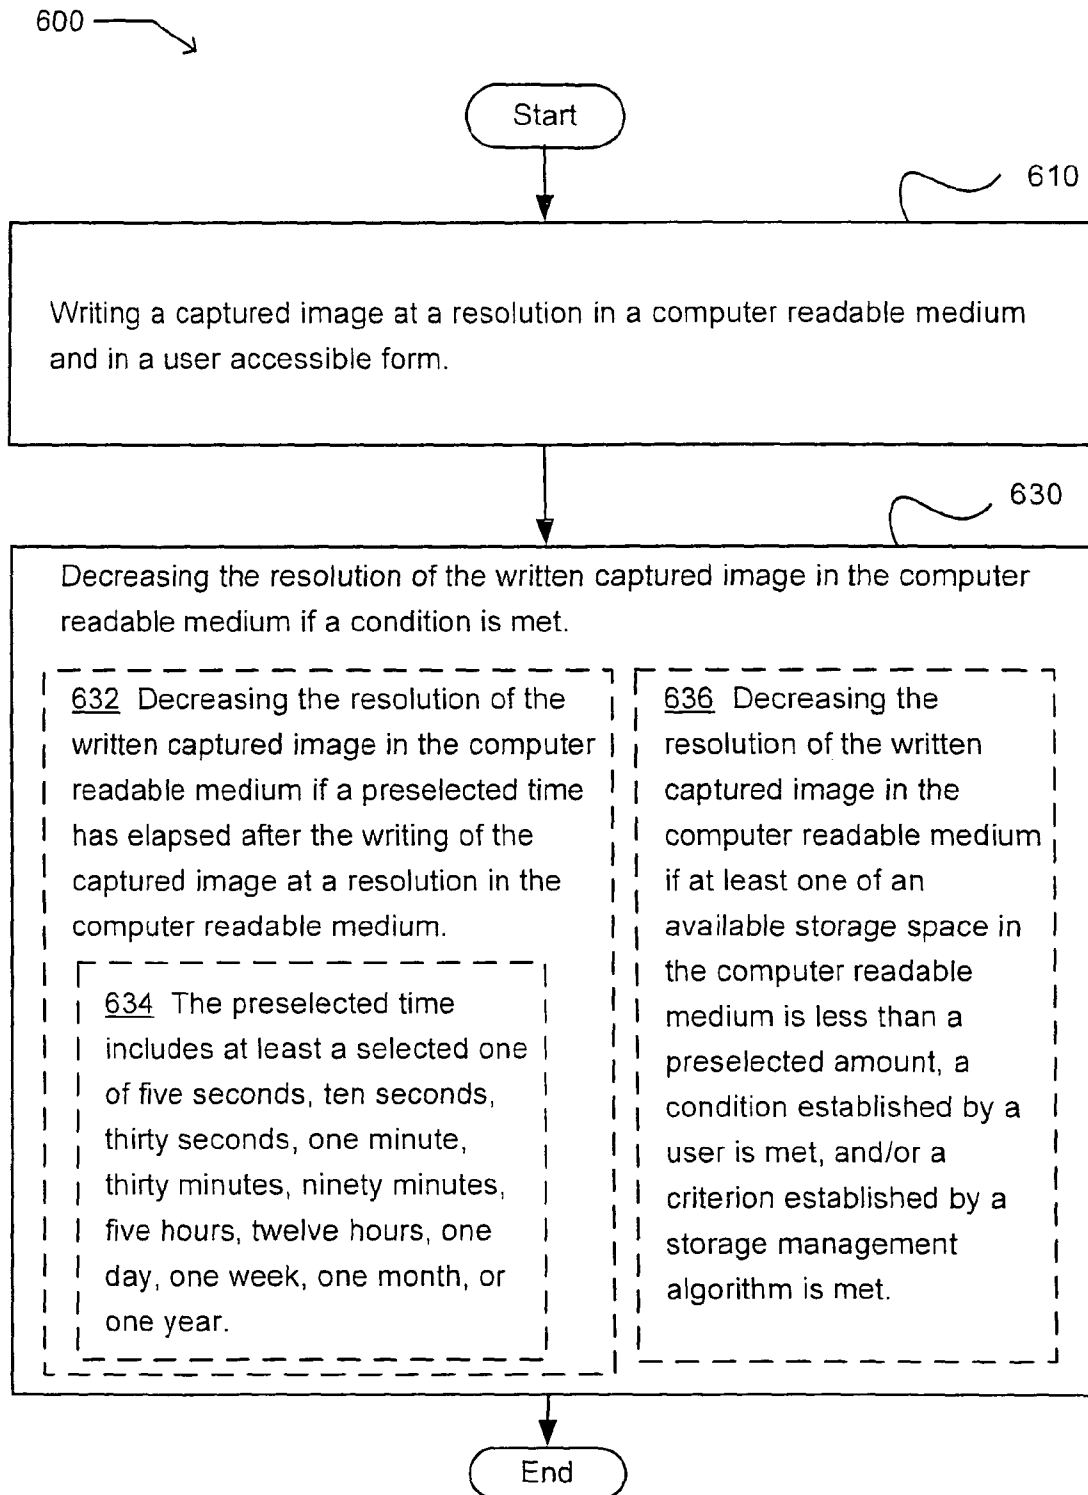 600
Start
610
Writing a captured image at a resolution in a computer readable medium
and in a user accessible form.
630
Decreasing the resolution of the written captured image in the computer
readable medium if a condition is met.
632 Decreasing the resolution of the
written captured image in the computer
readable medium if a preselected time
has elapsed after the writing of the
captured image at a resolution in the
computer readable medium.
634 The preselected time
includes at least a selected one
of five seconds, ten seconds,
thirty seconds, one minute,
thirty minutes, ninety minutes,
five hours, twelve hours, one
day, one week, one month, or
one year.
636 Decreasing the
resolution of the written
captured image in the
computer readable medium
if at least one of an
available storage space in
the computer readable
medium is less than a
preselected amount, a
condition established by a
user is met, and/or a
criterion established by a
storage management
algorithm is met.
End